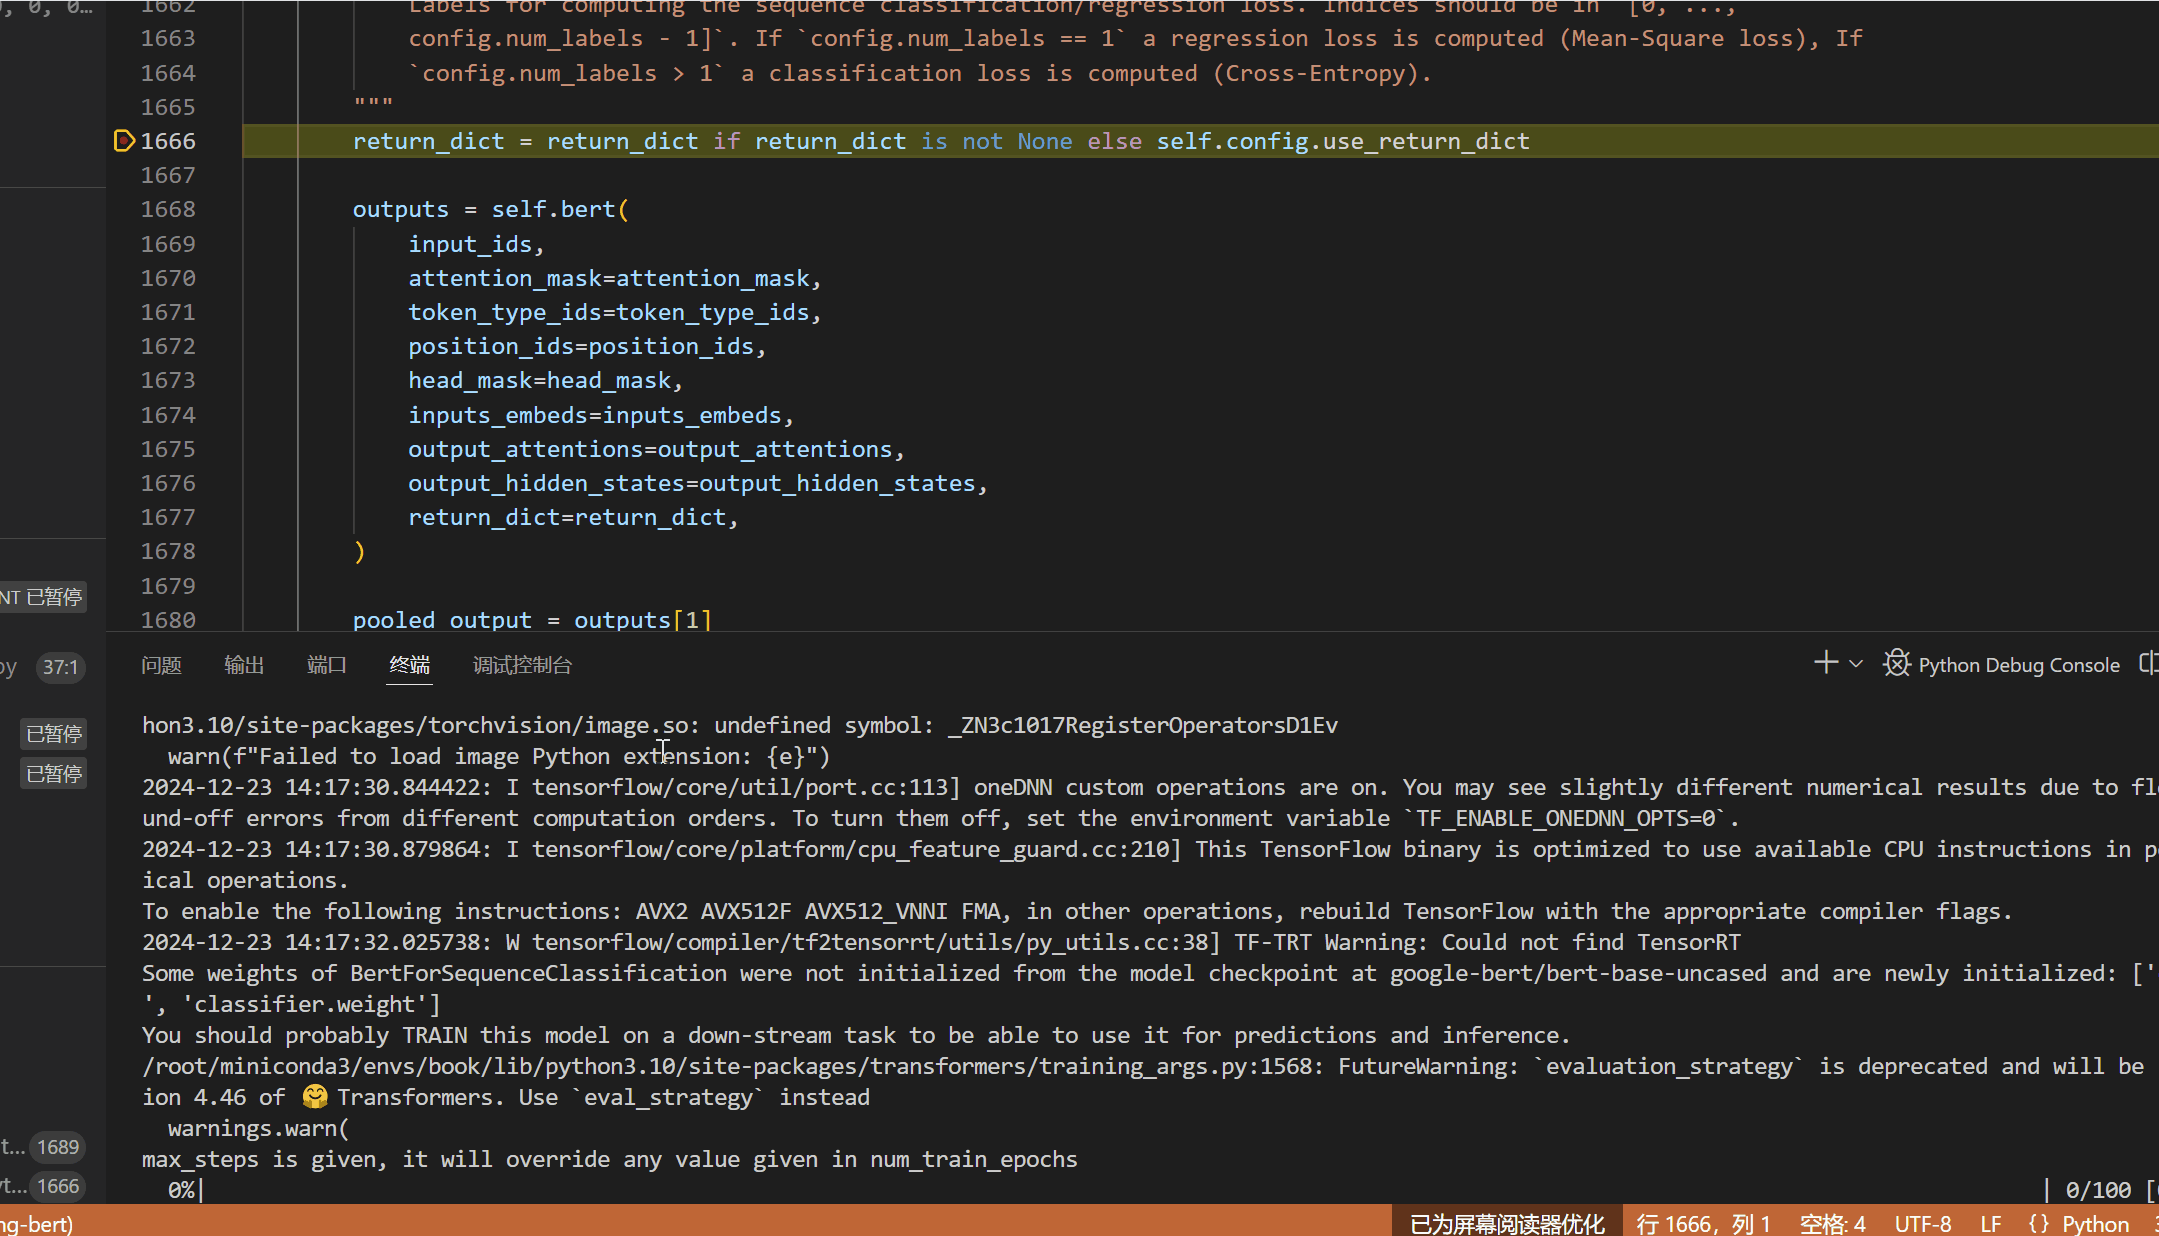 0, 0, 0…
1662 Labels for computing the sequence classification/regression loss. Indices should be in `[0, ...,
1663 config.num_labels - 1]`. If `config.num_labels == 1` a regression loss is computed (Mean-Square loss), If
1664 `config.num_labels > 1` a classification loss is computed (Cross-Entropy).
1665 """
1666 return_dict = return_dict if return_dict is not None else self.config.use_return_dict
1667
1668 outputs = self.bert(
1669 input_ids,
1670 attention_mask=attention_mask,
1671 token_type_ids=token_type_ids,
1672 position_ids=position_ids,
1673 head_mask=head_mask,
1674 inputs_embeds=inputs_embeds,
1675 output_attentions=output_attentions,
1676 output_hidden_states=output_hidden_states,
1677 return_dict=return_dict,
1678 )
1679
1680 pooled_output = outputs[1]
NT 已暂停
py 37:1
已暂停
已暂停
t... 1689
t... 1666
问题 输出 端口 终端 调试控制台 Python Debug Console
hon3.10/site-packages/torchvision/image.so: undefined symbol: _ZN3c1017RegisterOperatorsD1Ev
warn(f"Failed to load image Python extension: {e}")
2024-12-23 14:17:30.844422: I tensorflow/core/util/port.cc:113] oneDNN custom operations are on. You may see slightly different numerical results due to
und-off errors from different computation orders. To turn them off, set the environment variable `TF_ENABLE_ONEDNN_OPTS=0`.
2024-12-23 14:17:30.879864: I tensorflow/core/platform/cpu_feature_guard.cc:210] This TensorFlow binary is optimized to use available CPU instructions in
ical operations.
To enable the following instructions: AVX2 AVX512F AVX512_VNNI FMA, in other operations, rebuild TensorFlow with the appropriate compiler flags.
2024-12-23 14:17:32.025738: W tensorflow/compiler/tf2tensorrt/utils/py_utils.cc:38] TF-TRT Warning: Could not find TensorRT
Some weights of BertForSequenceClassification were not initialized from the model checkpoint at google-bert/bert-base-uncased and are newly initialized: ['
', 'classifier.weight']
You should probably TRAIN this model on a down-stream task to be able to use it for predictions and inference.
/root/miniconda3/envs/book/lib/python3.10/site-packages/transformers/training_args.py:1568: FutureWarning: `evaluation_strategy` is deprecated and will be
ion 4.46 of 🤗 Transformers. Use `eval_strategy` instead
warnings.warn(
max_steps is given, it will override any value given in num_train_epochs
0%| | 0/100 [
ng-bert) 已为屏幕阅读器优化 行 1666，列 1 空格: 4 UTF-8 LF {} Python